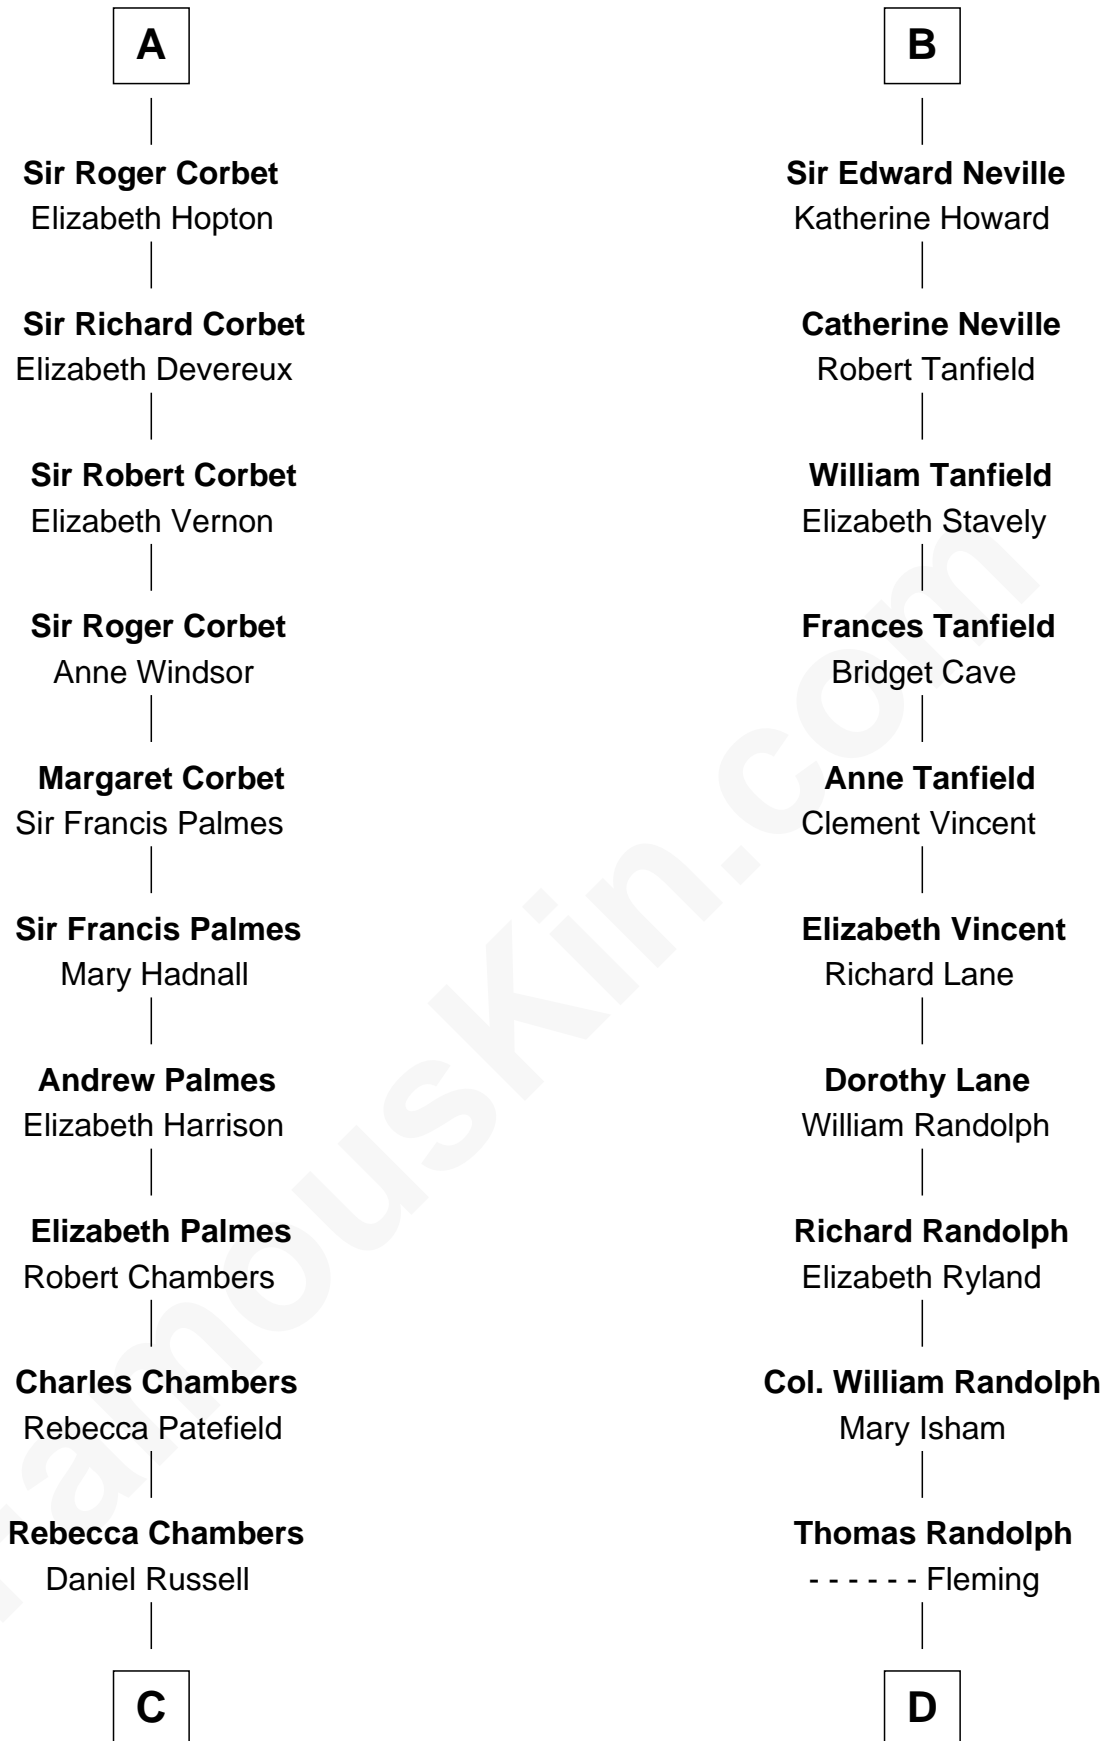 A
Sir Roger Corbet
Elizabeth Hopton
Sir Richard Corbet
Elizabeth Devereux
Sir Robert Corbet
Elizabeth Vernon
Sir Roger Corbet
Anne Windsor
Margaret Corbet
Sir Francis Palmes
Sir Francis Palmes
Mary Hadnall
Andrew Palmes
Elizabeth Harrison
Elizabeth Palmes
Robert Chambers
Charles Chambers
Rebecca Patefield
Rebecca Chambers
Daniel Russell
C
B
Sir Edward Neville
Katherine Howard
Catherine Neville
Robert Tanfield
William Tanfield
Elizabeth Stavely
Frances Tanfield
Bridget Cave
Anne Tanfield
Clement Vincent
Elizabeth Vincent
Richard Lane
Dorothy Lane
William Randolph
Richard Randolph
Elizabeth Ryland
Col. William Randolph
Mary Isham
Thomas Randolph
- - - - - - Fleming
D
FamousKin.com